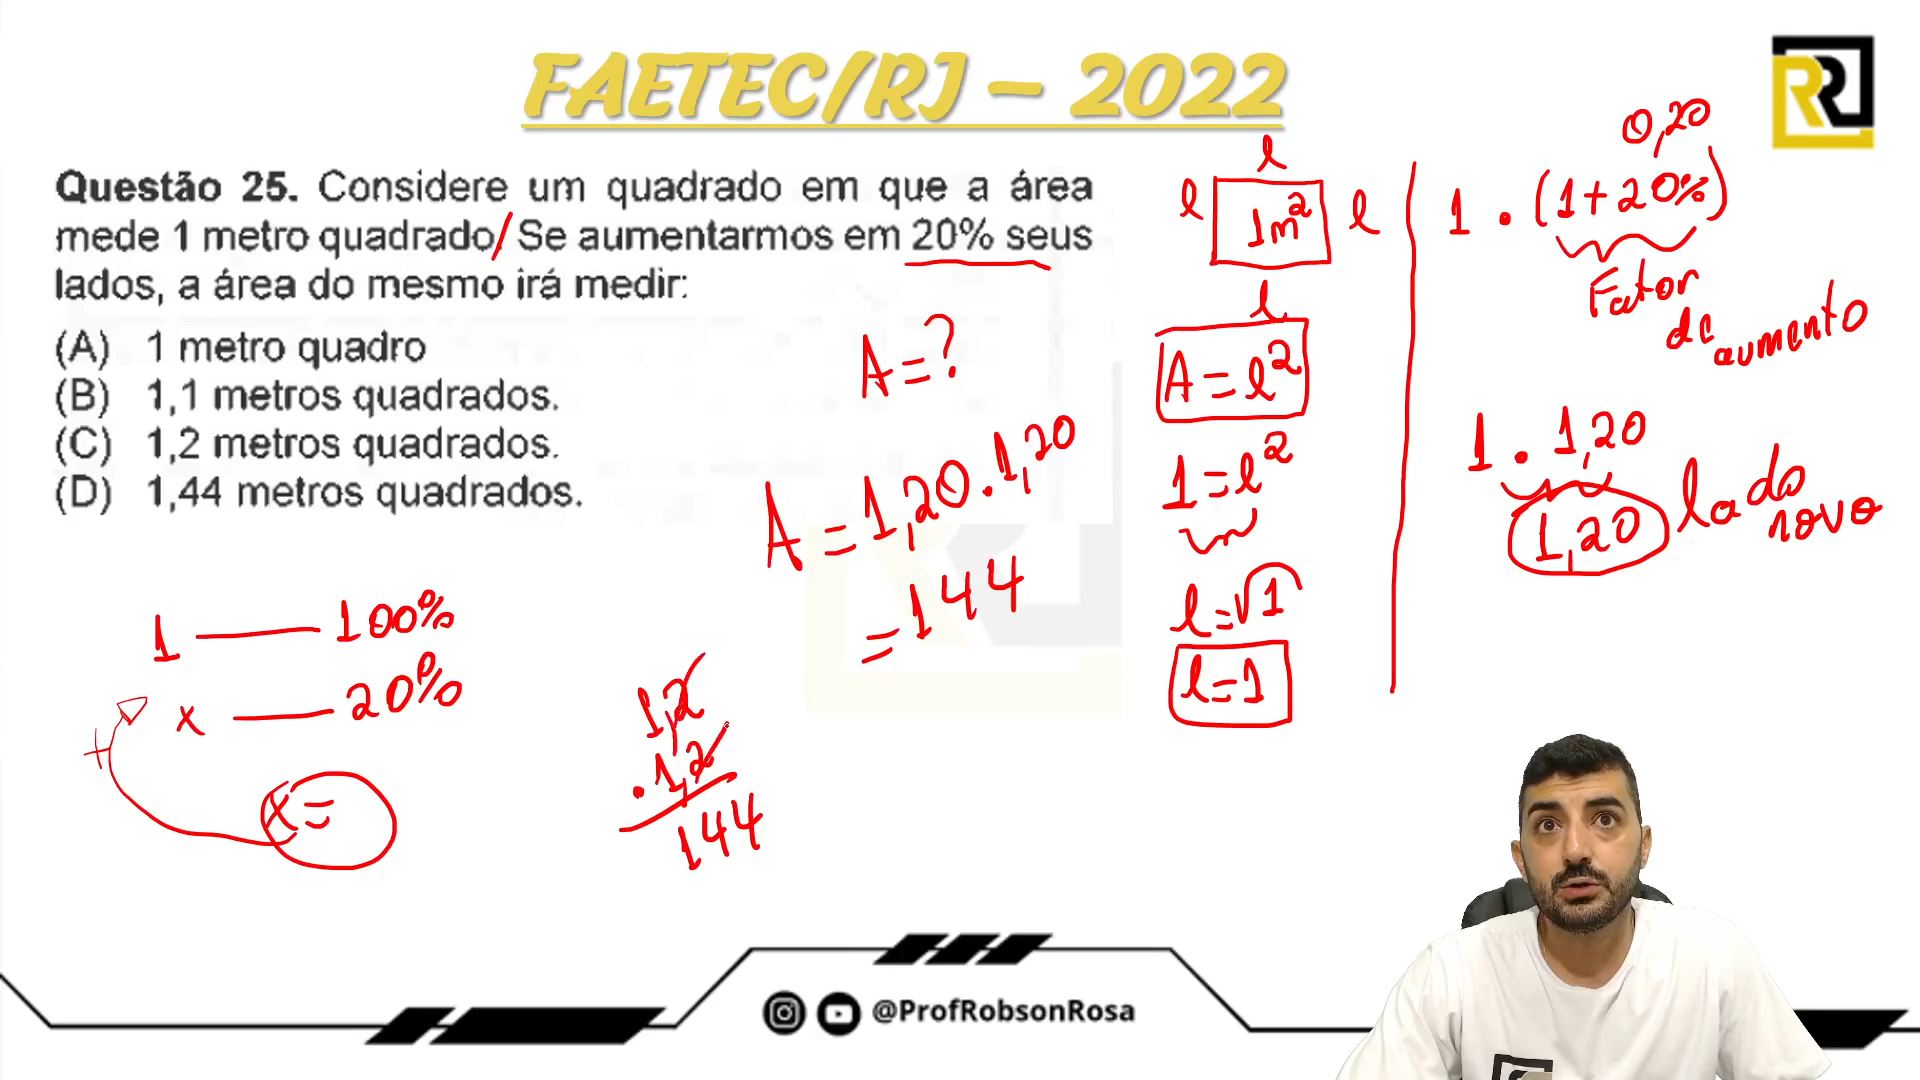 FAETEC/RJ – 2022
Questão 25. Considere um quadrado em que a área
mede 1 metro quadrado/ Se aumentarmos em 20% seus
lados, a área do mesmo irá medir:
(A) 1 metro quadro
(B) 1,1 metros quadrados.
(C) 1,2 metros quadrados.
(D) 1,44 metros quadrados.
A = ?
A = 1,20 . 1,20
= 144
1 —— 100%
x —— 20%
x =
1,2
. 1,2
144
l
l 1m² l
l
A = l²
1 = l²
l = √1
l = 1
0,20
1 . (1 + 20%)
Fator
de
aumento
1 . 1,20
1,20 lado
novo
RR
@ProfRobsonRosa